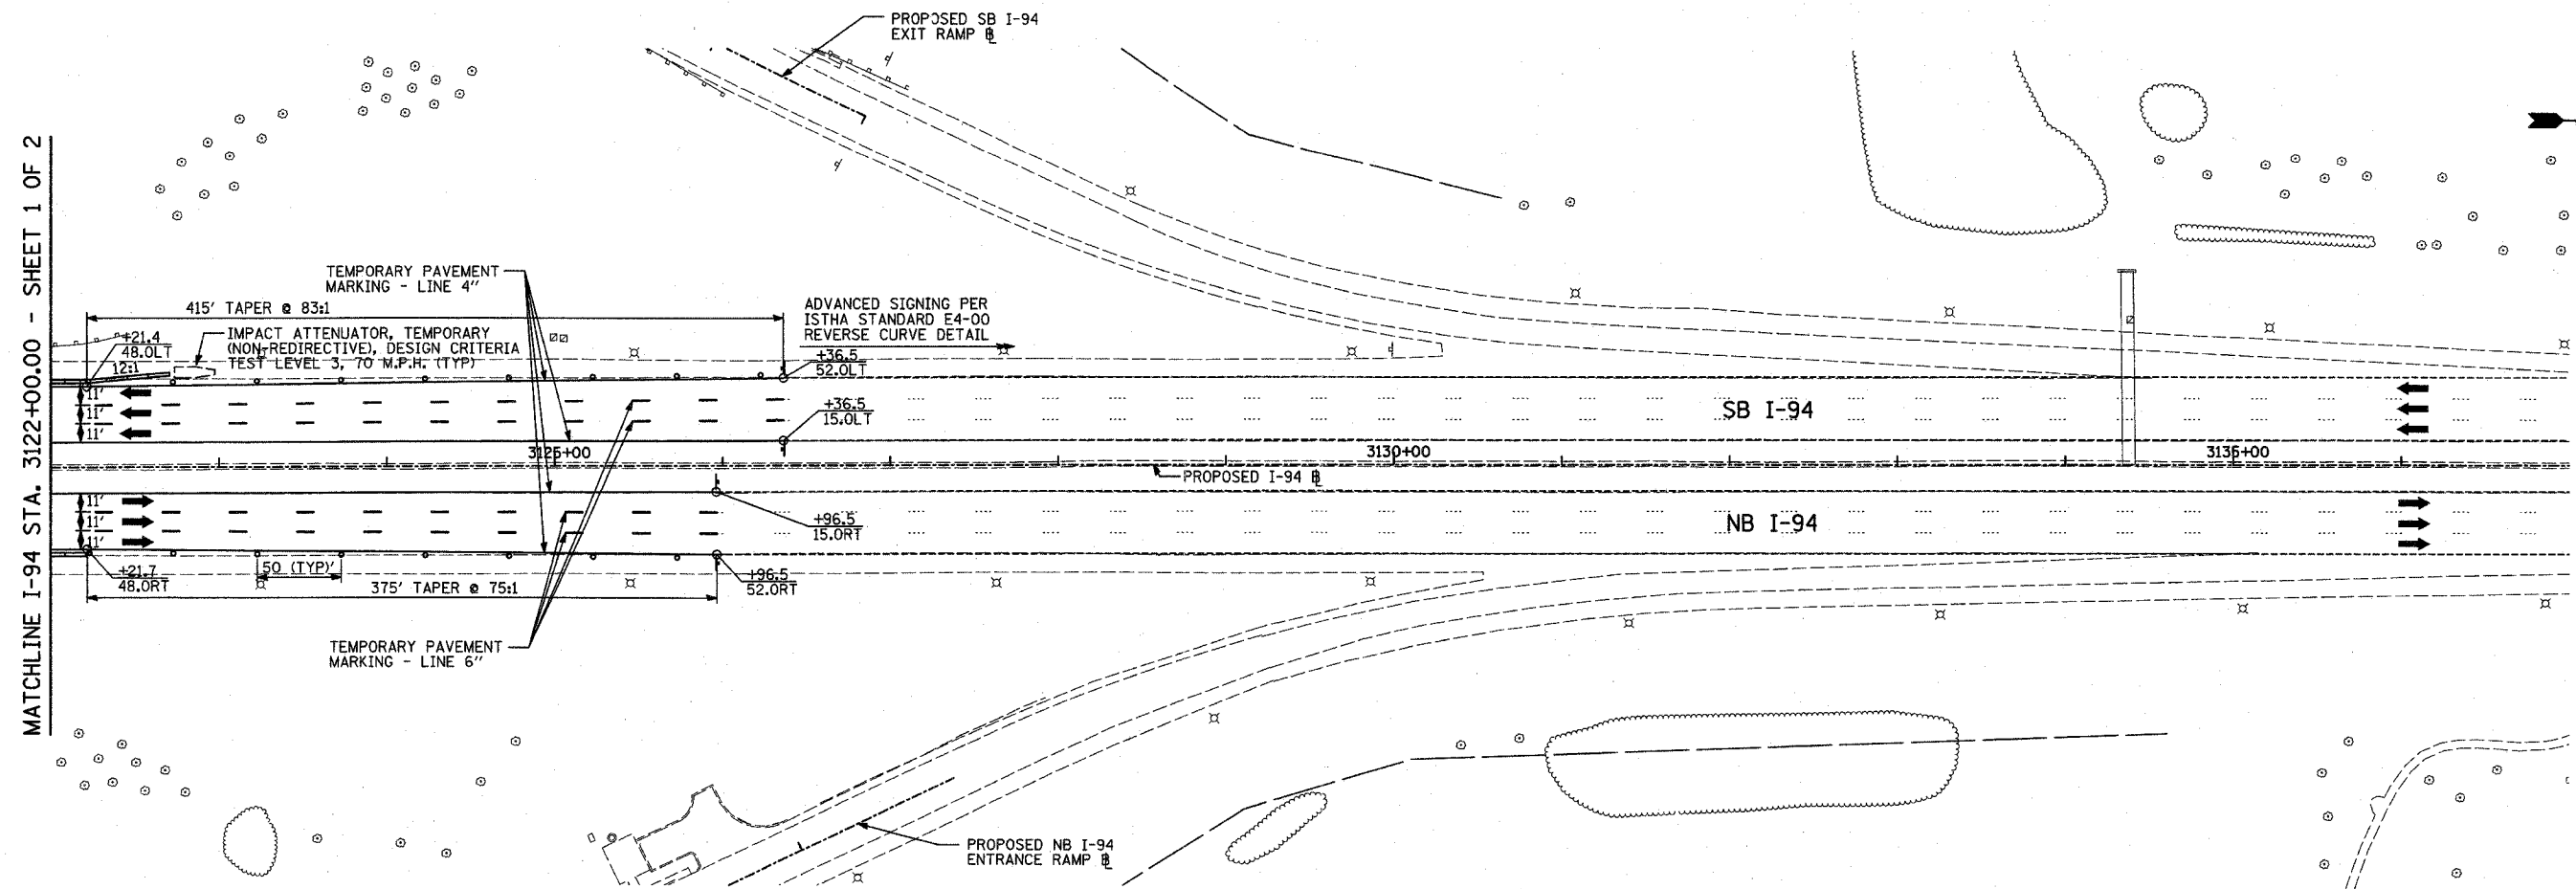 PROPOSED SB I-94
EXIT RAMP ⅊
MATCHLINE I-94 STA. 3122+00.00 - SHEET 1 OF 2
TEMPORARY PAVEMENT
MARKING - LINE 4"
415' TAPER @ 83:1
ADVANCED SIGNING PER
ISTHA STANDARD E4-00
REVERSE CURVE DETAIL
+21.4
48.0LT
IMPACT ATTENUATOR, TEMPORARY
(NON-REDIRECTIVE), DESIGN CRITERIA
TEST LEVEL 3, 70 M.P.H. (TYP)
12:1
+36.5
52.0LT
11'
11'
11'
+36.5
15.0LT
SB I-94
3125+00
3130+00
3135+00
PROPOSED I-94 ⅊
11'
11'
11'
+96.5
15.0RT
NB I-94
+21.7
48.0RT
50 (TYP)'
375' TAPER @ 75:1
+96.5
52.0RT
TEMPORARY PAVEMENT
MARKING - LINE 6"
PROPOSED NB I-94
ENTRANCE RAMP ⅊